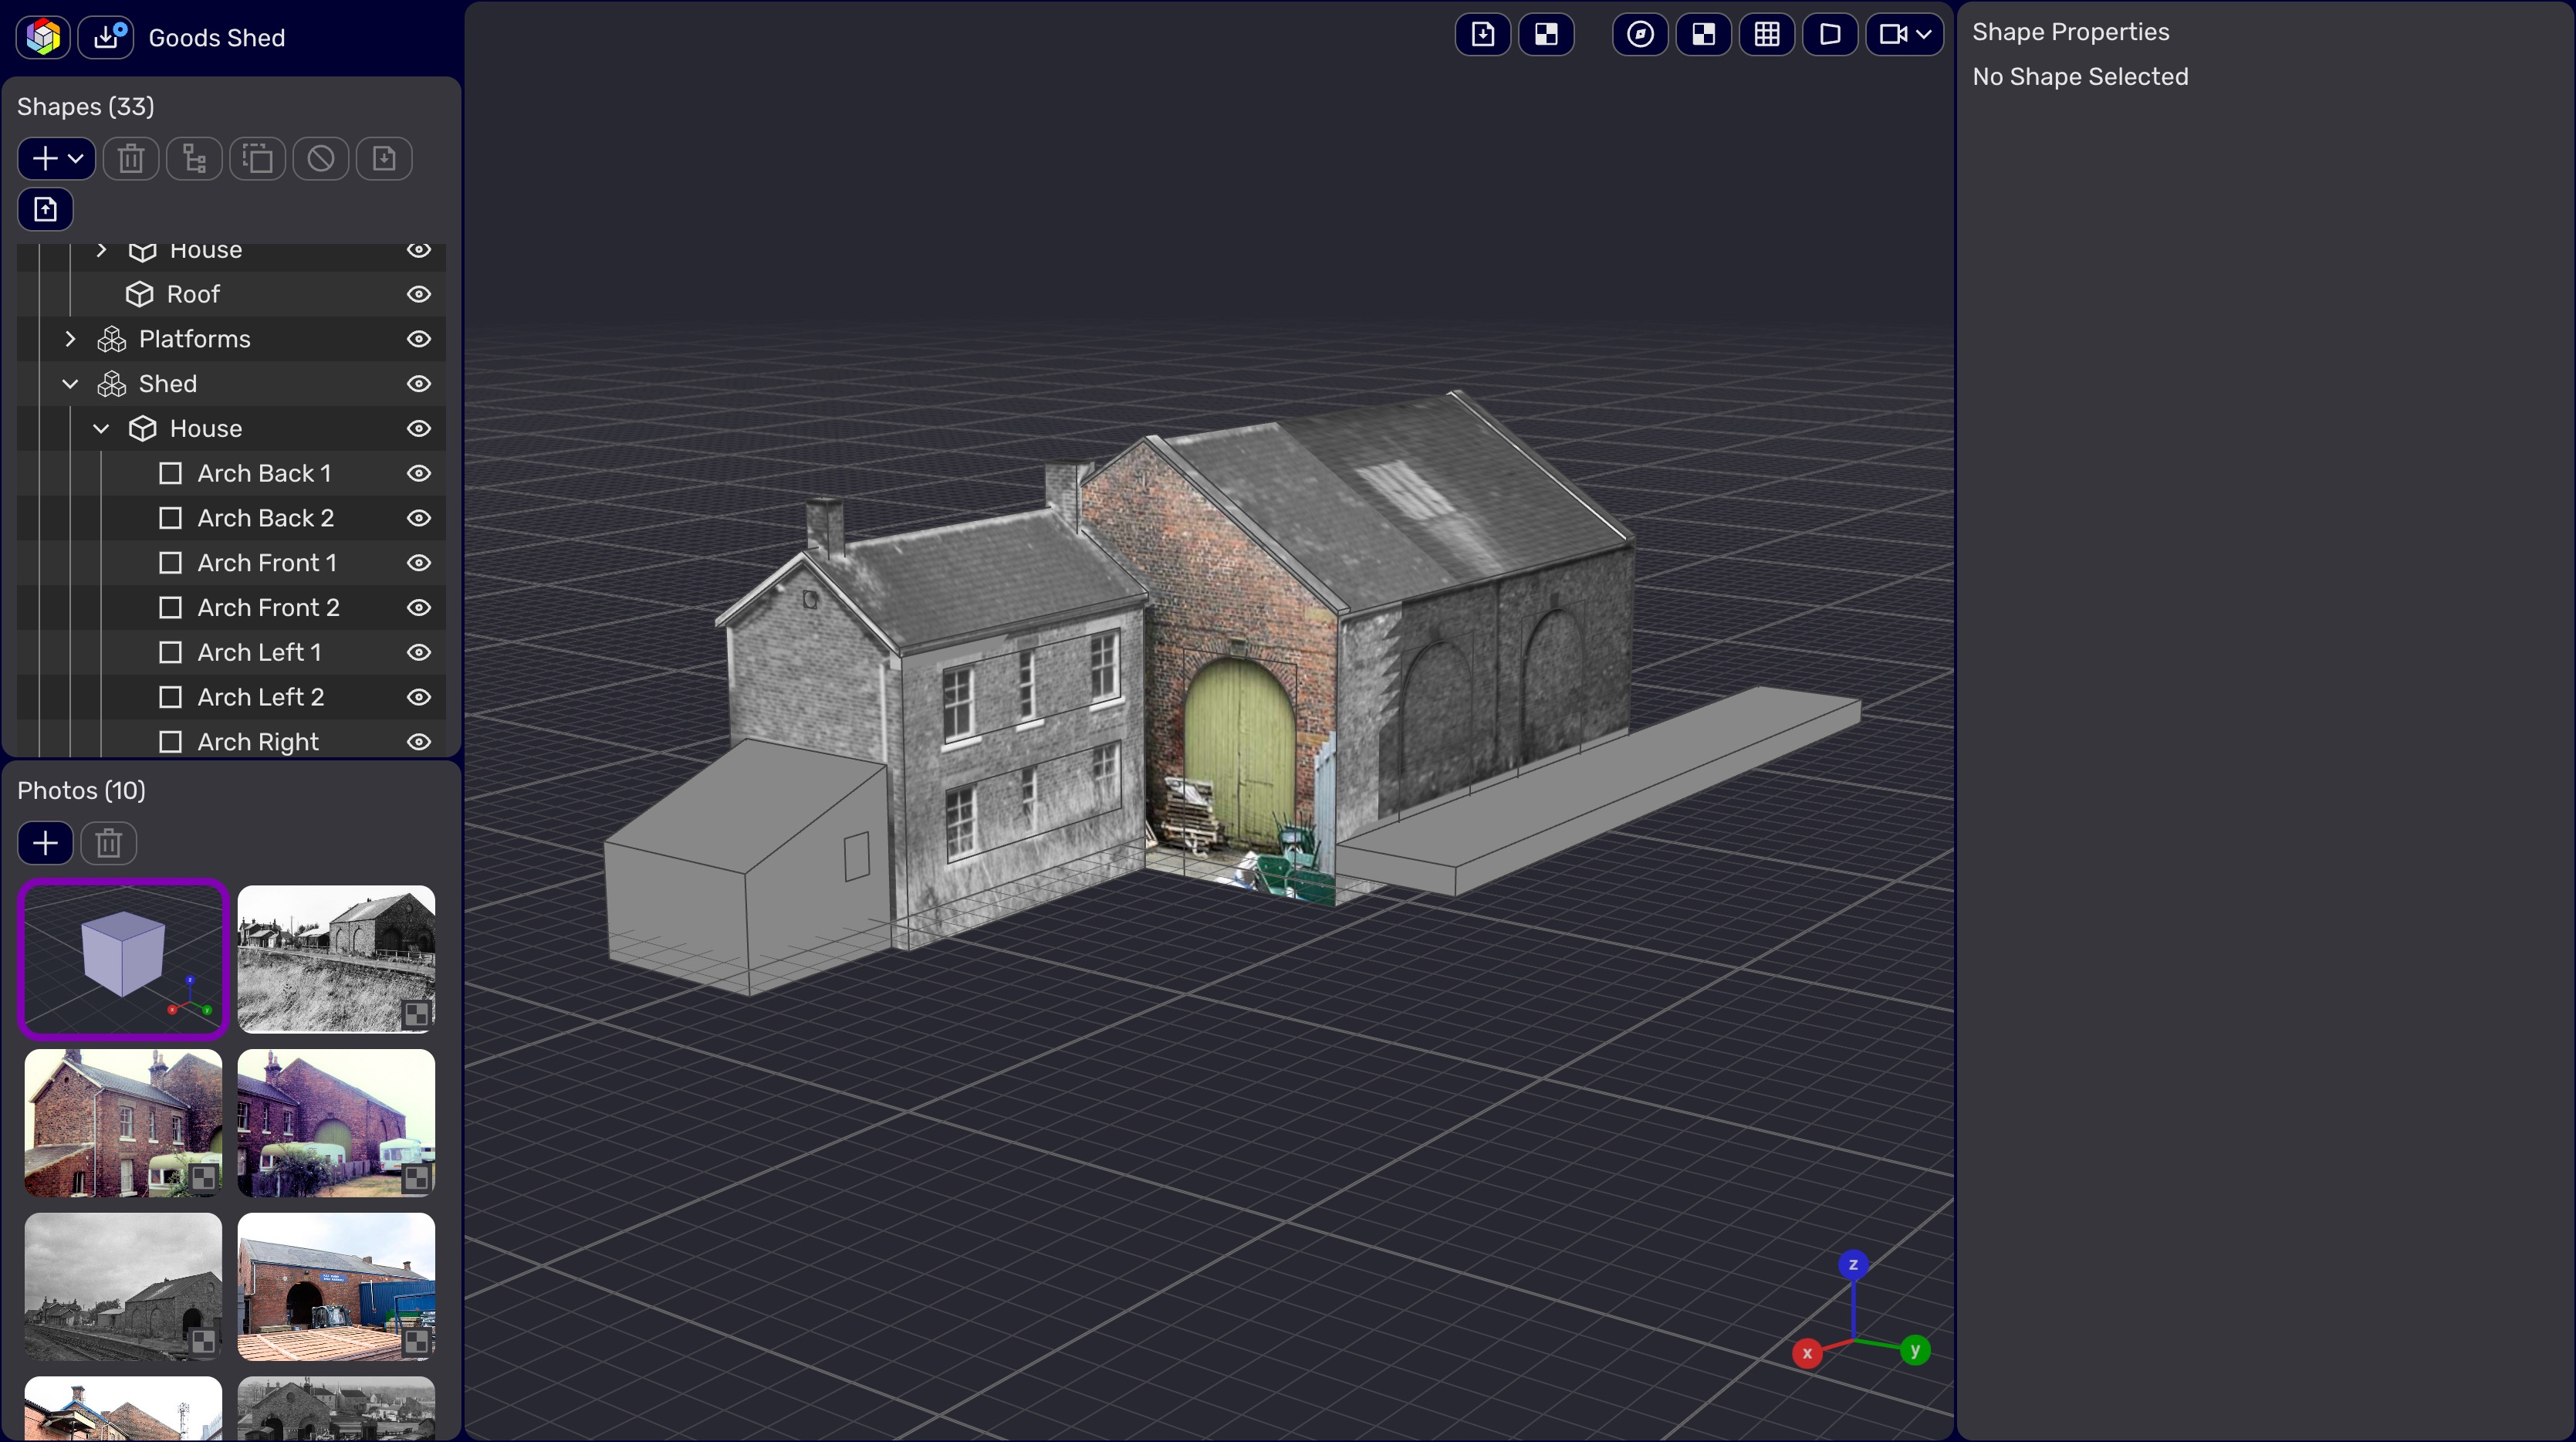 Goods Shed
Shapes (33)
House
Roof
Platforms
Shed
House
Arch Back 1
Arch Back 2
Arch Front 1
Arch Front 2
Arch Left 1
Arch Left 2
Arch Right
Photos (10)
Shape Properties
No Shape Selected
z
x
y